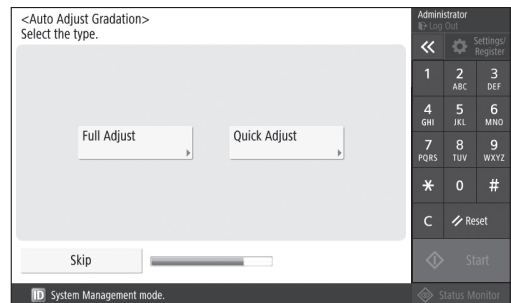 <Auto Adjust Gradation>
Select the type.
Full Adjust
Quick Adjust
Skip
ID System Management mode.
Administrator
Log Out
Settings/
Register
1
2
ABC
3
DEF
4
GHI
5
JKL
6
MNO
7
PQRS
8
TUV
9
WXYZ
*
0
#
C
Reset
Start
Status Monitor